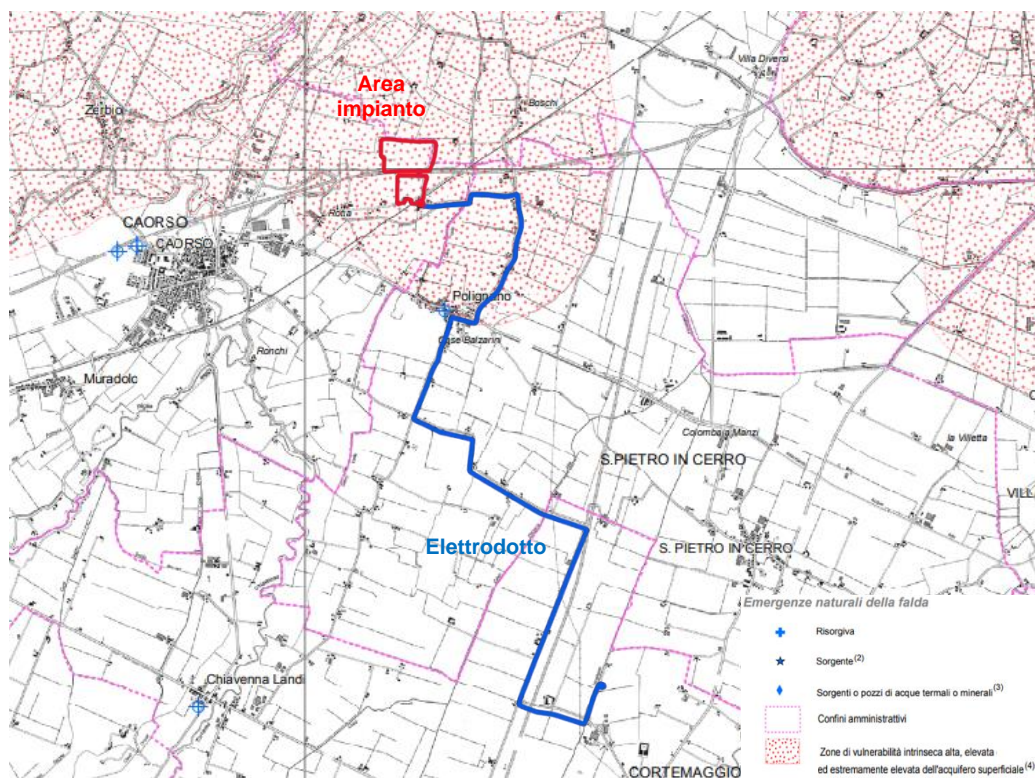 Villa Diversi
Area
impianto
Zerbio
Boschi
CAORSO
CAORSO
Rotta
Polignano
Case Balzarini
Ronchi
Muradolo
Colombaia Manzi
la Villetta
S.PIETRO IN CERRO
VILL
Elettrodotto
S. PIETRO IN CERRO
Chiavenna Landi
CORTEMAGGIO
Emergenze naturali della falda
Risorgiva
Sorgente(2)
Sorgenti o pozzi di acque termali o minerali(3)
Confini amministrativi
Zone di vulnerabilità intrinseca alta, elevata
ed estremamente elevata dell'acquifero superficiale(4)